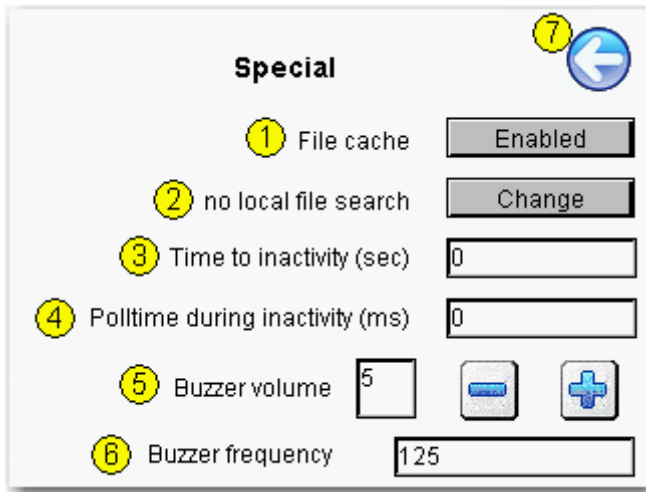 7
Special
1 File cache Enabled
2 no local file search Change
3 Time to inactivity (sec) 0
4 Polltime during inactivity (ms) 0
5 Buzzer volume 5
6 Buzzer frequency 125